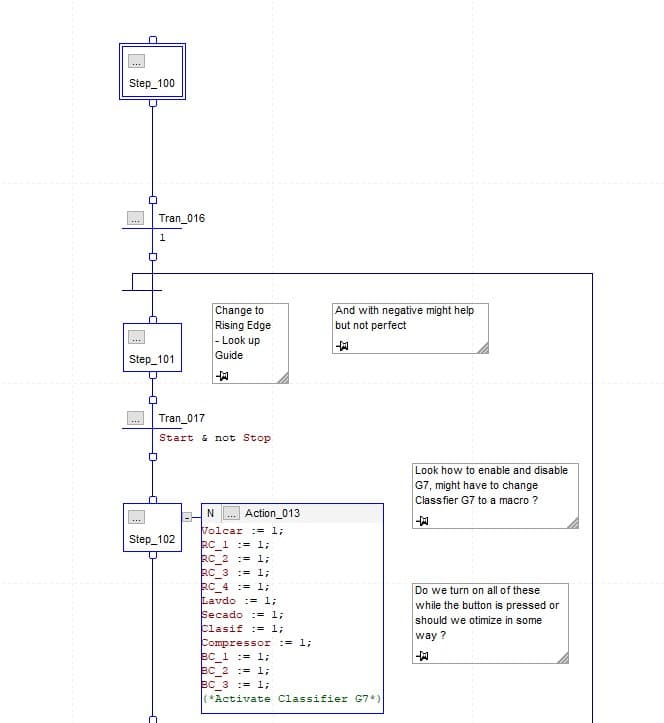 ...
Step_100
... Tran_016
1
Change to
Rising Edge
- Look up
Guide
And with negative might help
but not perfect
...
Step_101
... Tran_017
Start & not Stop
Look how to enable and disable
G7, might have to change
Classfier G7 to a macro ?
...
Step_102
N ... Action_013
Volcar := 1;
RC_1 := 1;
RC_2 := 1;
RC_3 := 1;
RC_4 := 1;
Lavdo := 1;
Secado := 1;
Clasif := 1;
Compressor := 1;
BC_1 := 1;
BC_2 := 1;
BC_3 := 1;
(*Activate Classifier G7*)
Do we turn on all of these
while the button is pressed or
should we otimize in some
way ?